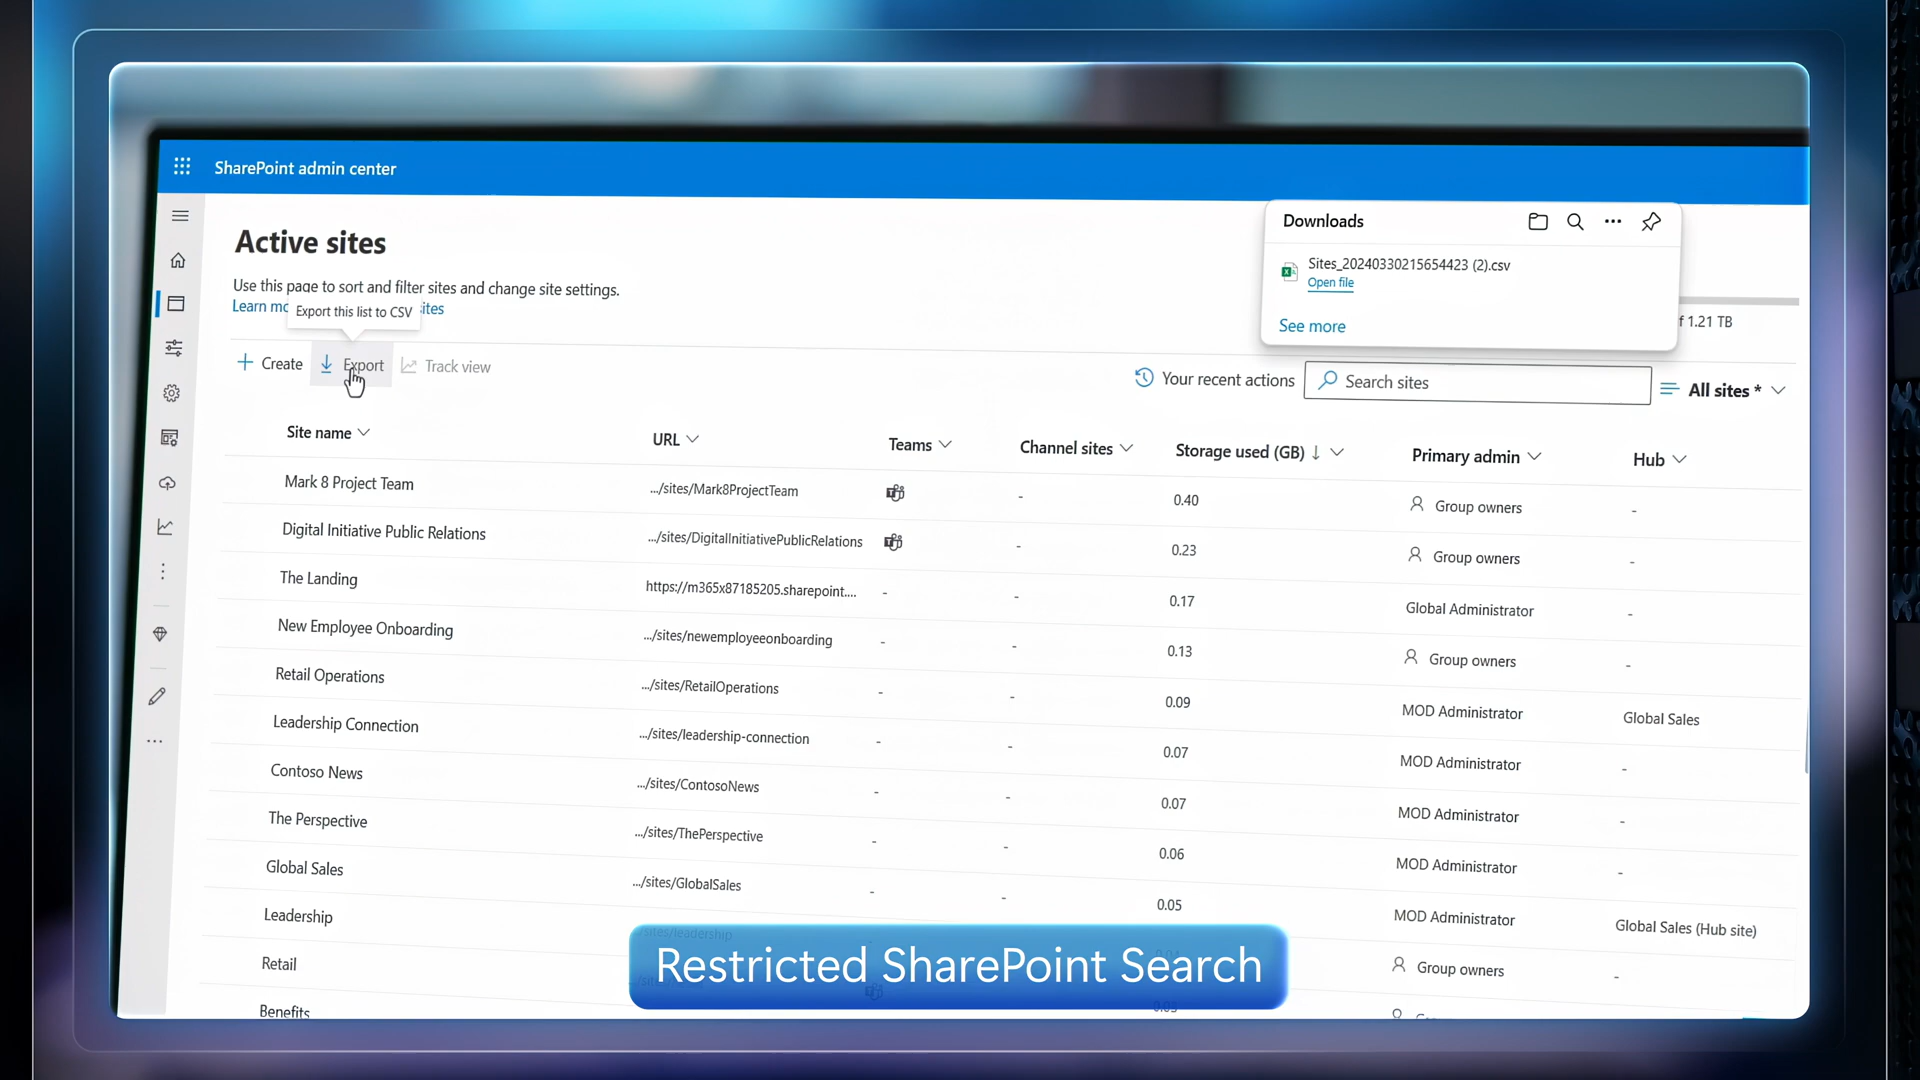 SharePoint admin center
Active sites
Use this page to sort and filter sites and change site settings.
Learn mo
ites
Export this list to CSV
Create
Export
Track view
Downloads
Sites_20240330215654423 (2).csv
Open file
See more
f 1.21 TB
Your recent actions
Search sites
All sites *
Site name URL Teams Channel sites Storage used (GB) ↓ Primary admin Hub
Mark 8 Project Team .../sites/Mark8ProjectTeam - 0.40 Group owners -
Digital Initiative Public Relations .../sites/DigitalInitiativePublicRelations - 0.23 Group owners -
The Landing https://m365x87185205.sharepoint.... - - 0.17 Global Administrator -
New Employee Onboarding .../sites/newemployeeonboarding - - 0.13 Group owners -
Retail Operations .../sites/RetailOperations - - 0.09 MOD Administrator Global Sales
Leadership Connection .../sites/leadership-connection - - 0.07 MOD Administrator -
Contoso News .../sites/ContosoNews - - 0.07 MOD Administrator -
The Perspective .../sites/ThePerspective - - 0.06 MOD Administrator -
Global Sales .../sites/GlobalSales - - 0.05 MOD Administrator Global Sales (Hub site)
Leadership /sites/leadership Group owners -
Retail
Benefits
Restricted SharePoint Search